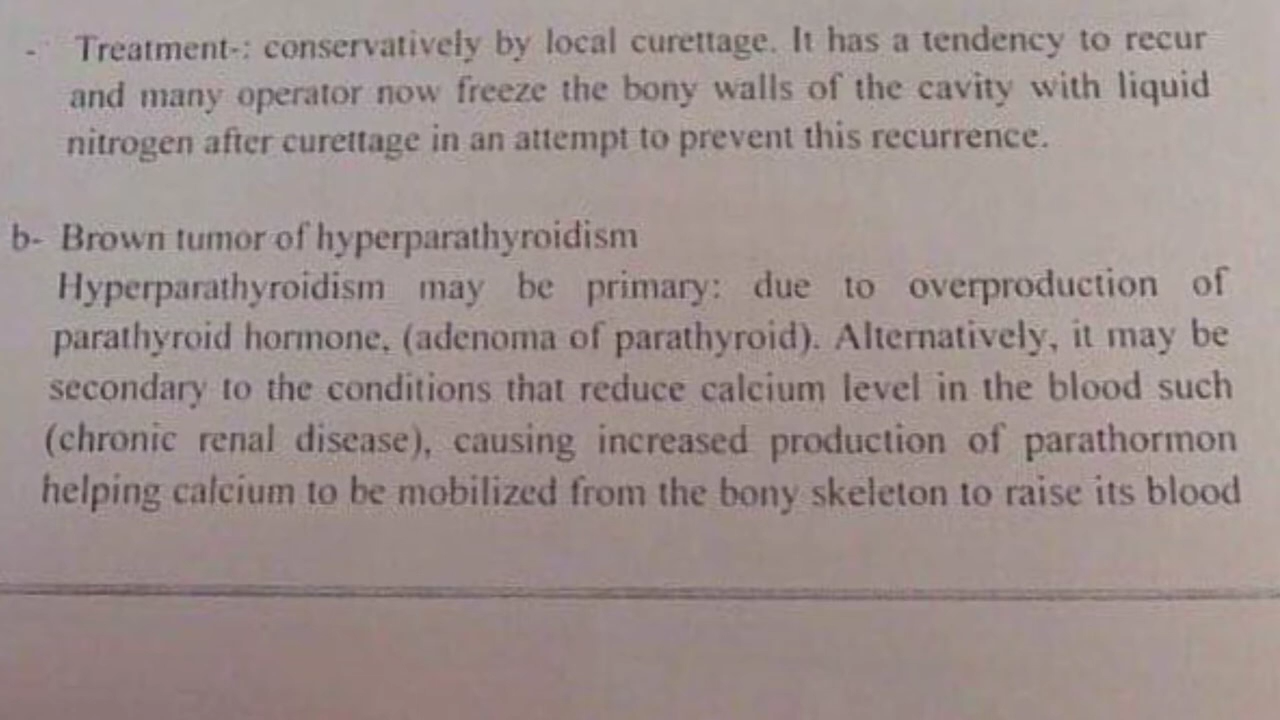 - Treatment-: conservatively by local curettage. It has a tendency to recur
and many operator now freeze the bony walls of the cavity with liquid
nitrogen after curettage in an attempt to prevent this recurrence.
b- Brown tumor of hyperparathyroidism
Hyperparathyroidism may be primary: due to overproduction of
parathyroid hormone, (adenoma of parathyroid). Alternatively, it may be
secondary to the conditions that reduce calcium level in the blood such
(chronic renal disease), causing increased production of parathormon
helping calcium to be mobilized from the bony skeleton to raise its blood